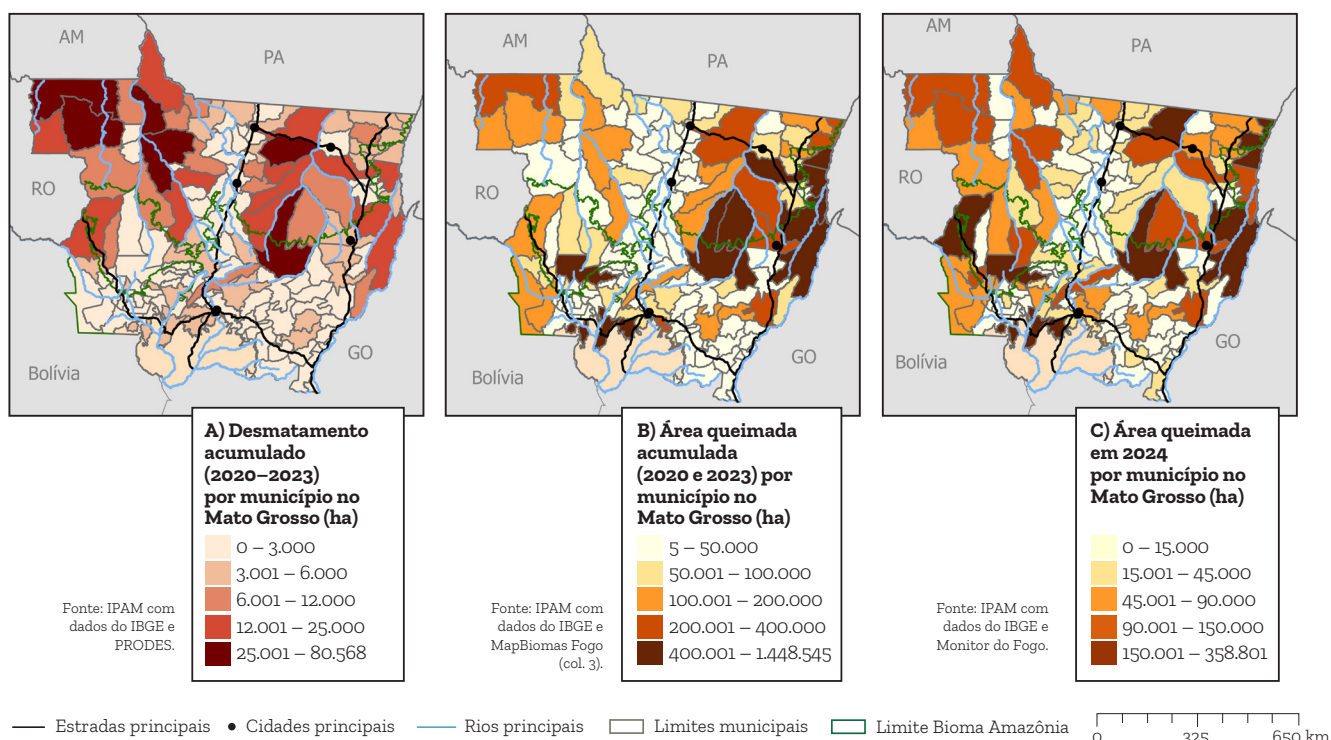 AM
PA
RO
Bolívia
GO
A) Desmatamento
acumulado
(2020–2023)
por município no
Mato Grosso (ha)
0 – 3.000
3.001 – 6.000
6.001 – 12.000
12.001 – 25.000
25.001 – 80.568
Fonte: IPAM com
dados do IBGE e
PRODES.
AM
PA
RO
Bolívia
GO
B) Área queimada
acumulada
(2020 e 2023) por
município no
Mato Grosso (ha)
5 – 50.000
50.001 – 100.000
100.001 – 200.000
200.001 – 400.000
400.001 – 1.448.545
Fonte: IPAM com
dados do IBGE e
MapBiomas Fogo
(col. 3).
AM
PA
RO
Bolívia
GO
C) Área queimada
em 2024
por município no
Mato Grosso (ha)
0 – 15.000
15.001 – 45.000
45.001 – 90.000
90.001 – 150.000
150.001 – 358.801
Fonte: IPAM com
dados do IBGE e
Monitor do Fogo.
Estradas principais
Cidades principais
Rios principais
Limites municipais
Limite Bioma Amazônia
0 325 650 km